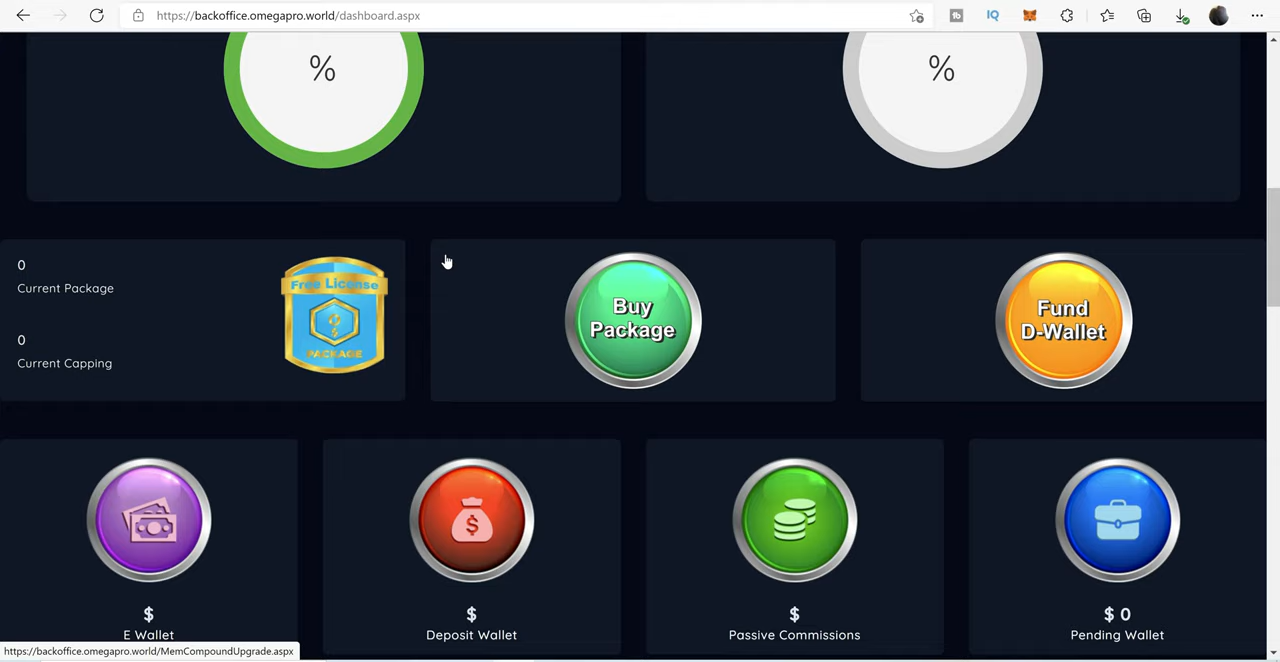 https://backoffice.omegapro.world/dashboard.aspx
IQ
%
%
0
Current Package
0
Current Capping
Free License
$
PACKAGE
Buy
Package
Fund
D-Wallet
$
$
E Wallet
$
Deposit Wallet
$
Passive Commissions
$ 0
Pending Wallet
https://backoffice.omegapro.world/MemCompoundUpgrade.aspx